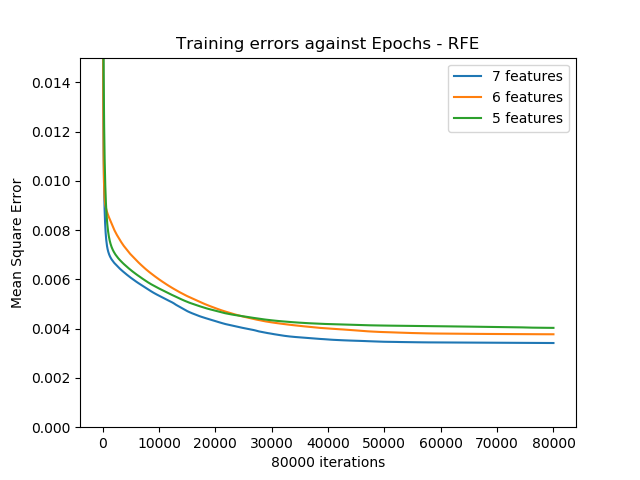 Training errors against Epochs - RFE
7 features
6 features
5 features
Mean Square Error
0.014
0.012
0.010
0.008
0.006
0.004
0.002
0.000
0 10000 20000 30000 40000 50000 60000 70000 80000
80000 iterations